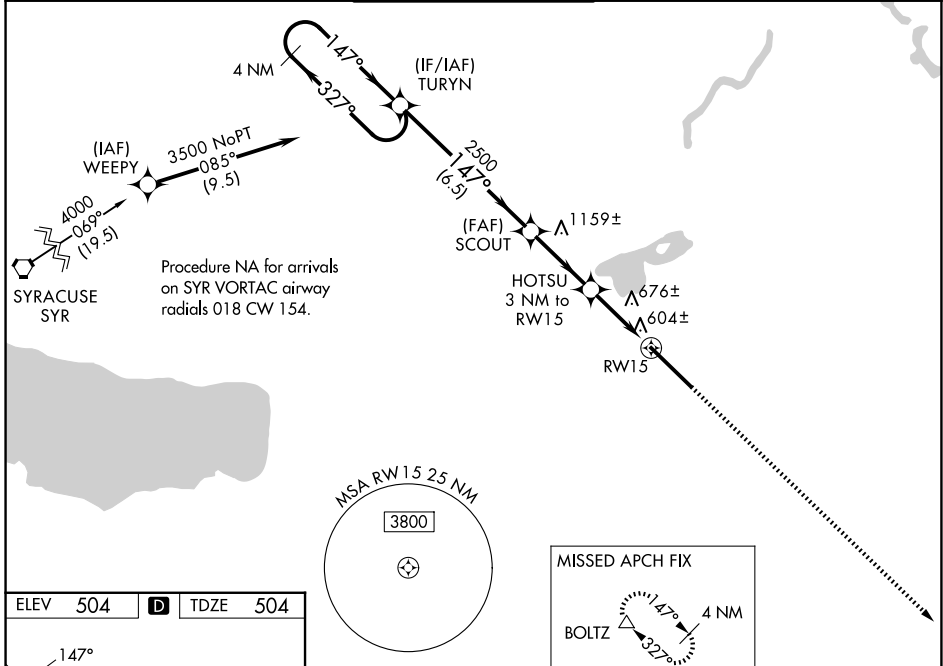 147°
4 NM
327°
(IF/IAF)
TURYN
(IAF)
WEEPY
3500 NoPT
085°
(9.5)
4000
069°
(19.5)
SYRACUSE
SYR
Procedure NA for arrivals
on SYR VORTAC airway
radials 018 CW 154.
2500
147°
(6.5)
(FAF)
SCOUT
1159±
HOTSU
3 NM to
RW15
676±
604±
RW15
MSA RW15 25 NM
3800
MISSED APCH FIX
147°
4 NM
BOLTZ
327°
ELEV 504 D TDZE 504
147°